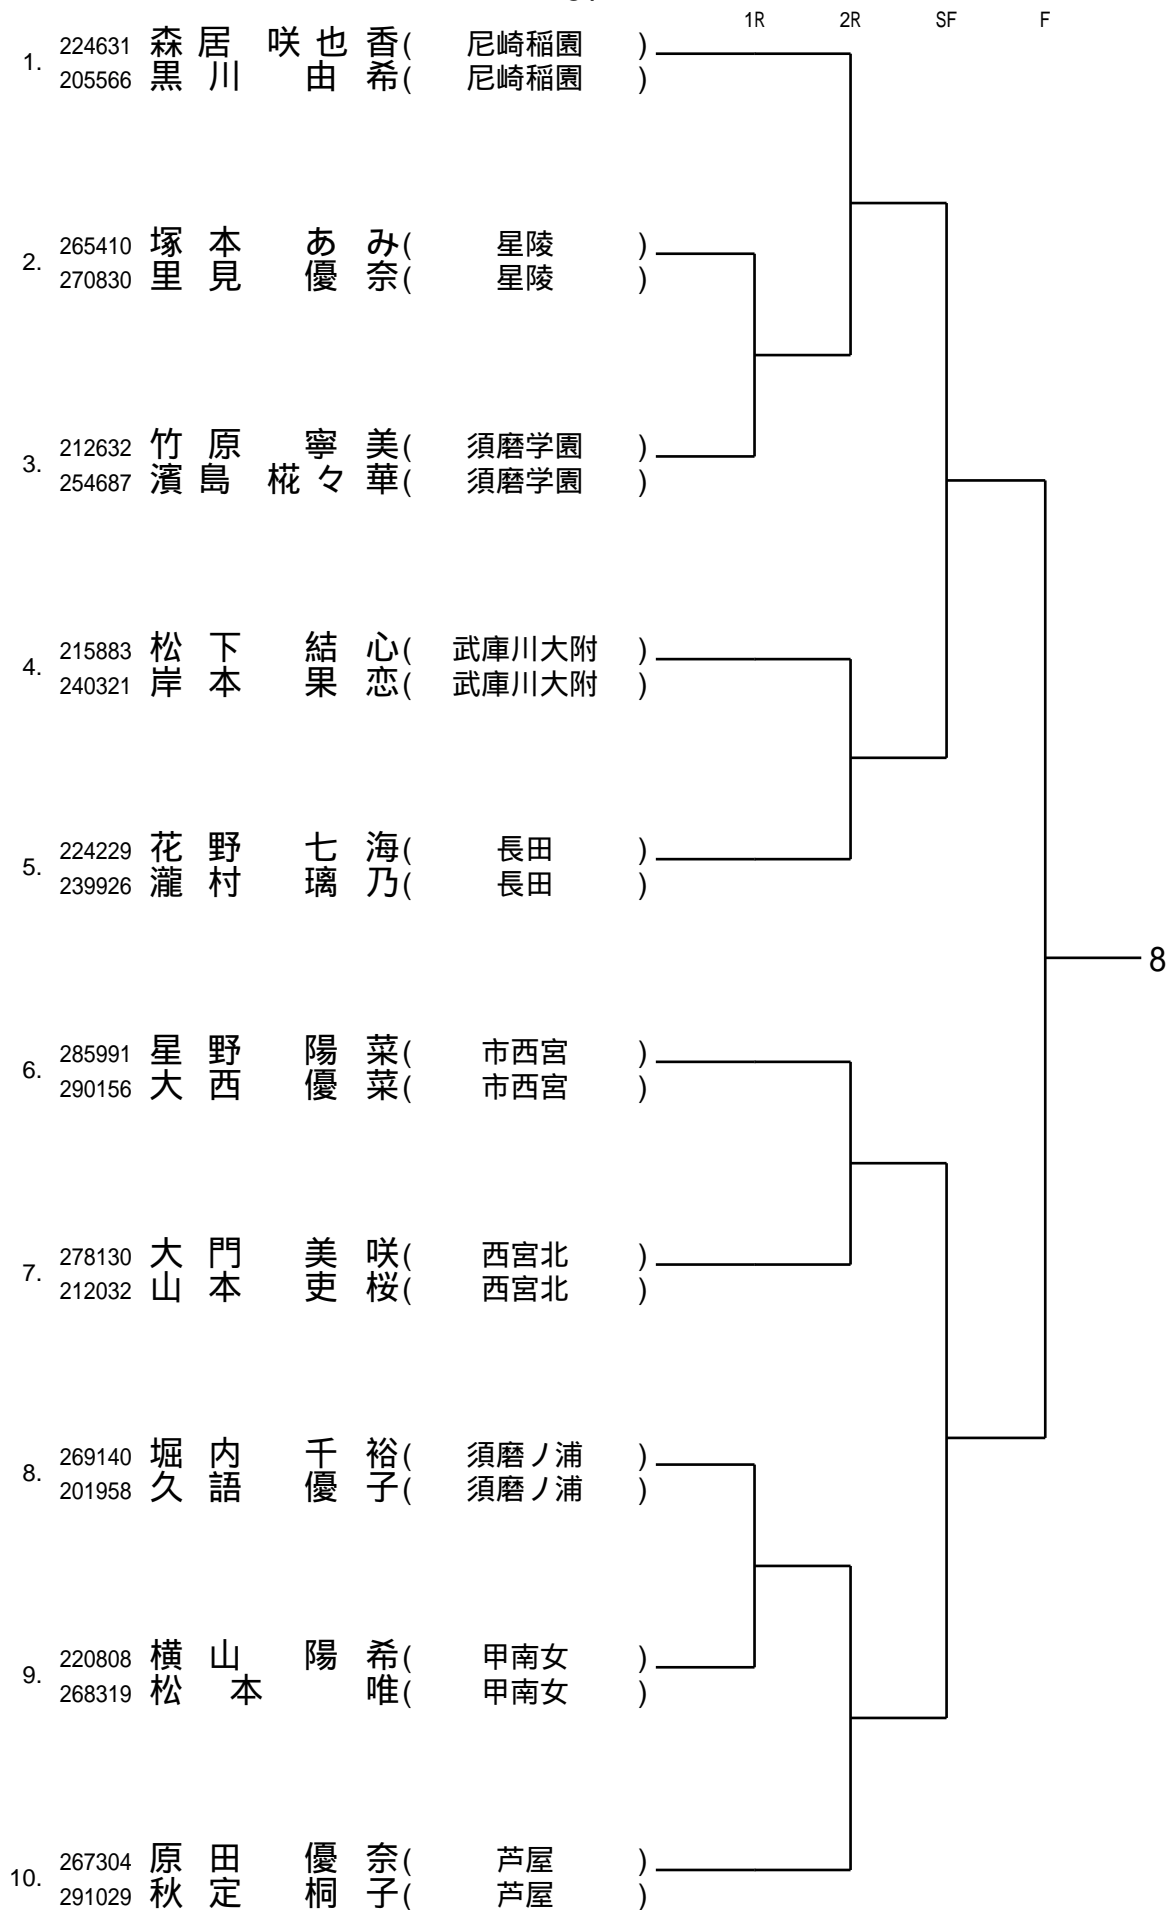 1R 2R SF F
1. 224631 森居 咲也香( 尼崎稲園 )
205566 黒川 由希( 尼崎稲園 )
2. 265410 塚本 あみ( 星陵 )
270830 里見 優奈( 星陵 )
3. 212632 竹原 寧美( 須磨学園 )
254687 濱島 椛々華( 須磨学園 )
4. 215883 松下 結心( 武庫川大附 )
240321 岸本 果恋( 武庫川大附 )
5. 224229 花野 七海( 長田 )
239926 瀧村 璃乃( 長田 )
8
6. 285991 星野 陽菜( 市西宮 )
290156 大西 優菜( 市西宮 )
7. 278130 大門 美咲( 西宮北 )
212032 山本 吏桜( 西宮北 )
8. 269140 堀内 千裕( 須磨ノ浦 )
201958 久語 優子( 須磨ノ浦 )
9. 220808 横山 陽希( 甲南女 )
268319 松本 唯( 甲南女 )
10. 267304 原田 優奈( 芦屋 )
291029 秋定 桐子( 芦屋 )